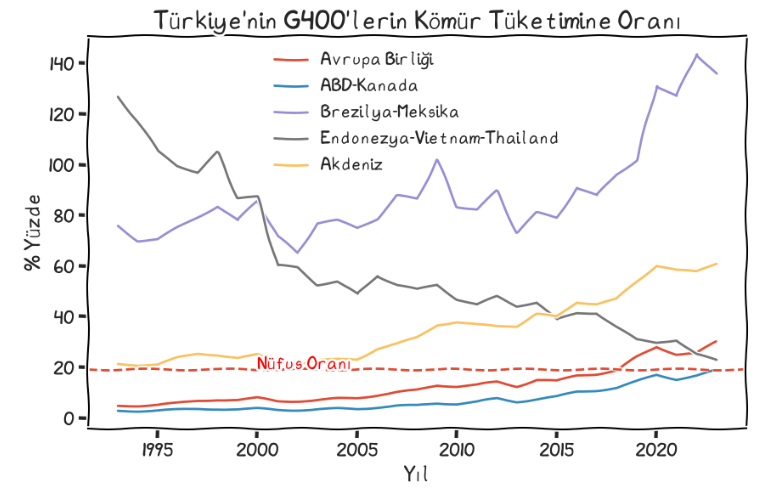 Türkiye'nin G400'lerin Kömür Tüketimine Oranı
Avrupa Birliği
ABD-Kanada
Brezilya-Meksika
Endonezya-Vietnam-Thailand
Akdeniz
% Yüzde
140
120
100
80
60
40
20
0
Nüfus Oranı
1995
2000
2005
2010
2015
2020
Yıl